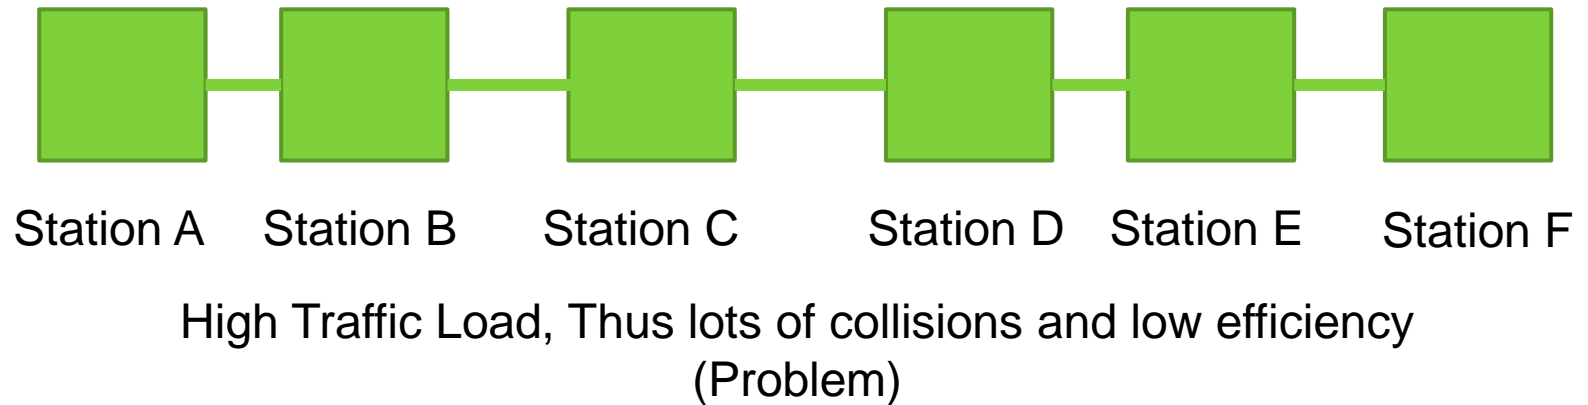 Station A Station B Station C Station D Station E Station F
High Traffic Load, Thus lots of collisions and low efficiency
(Problem)